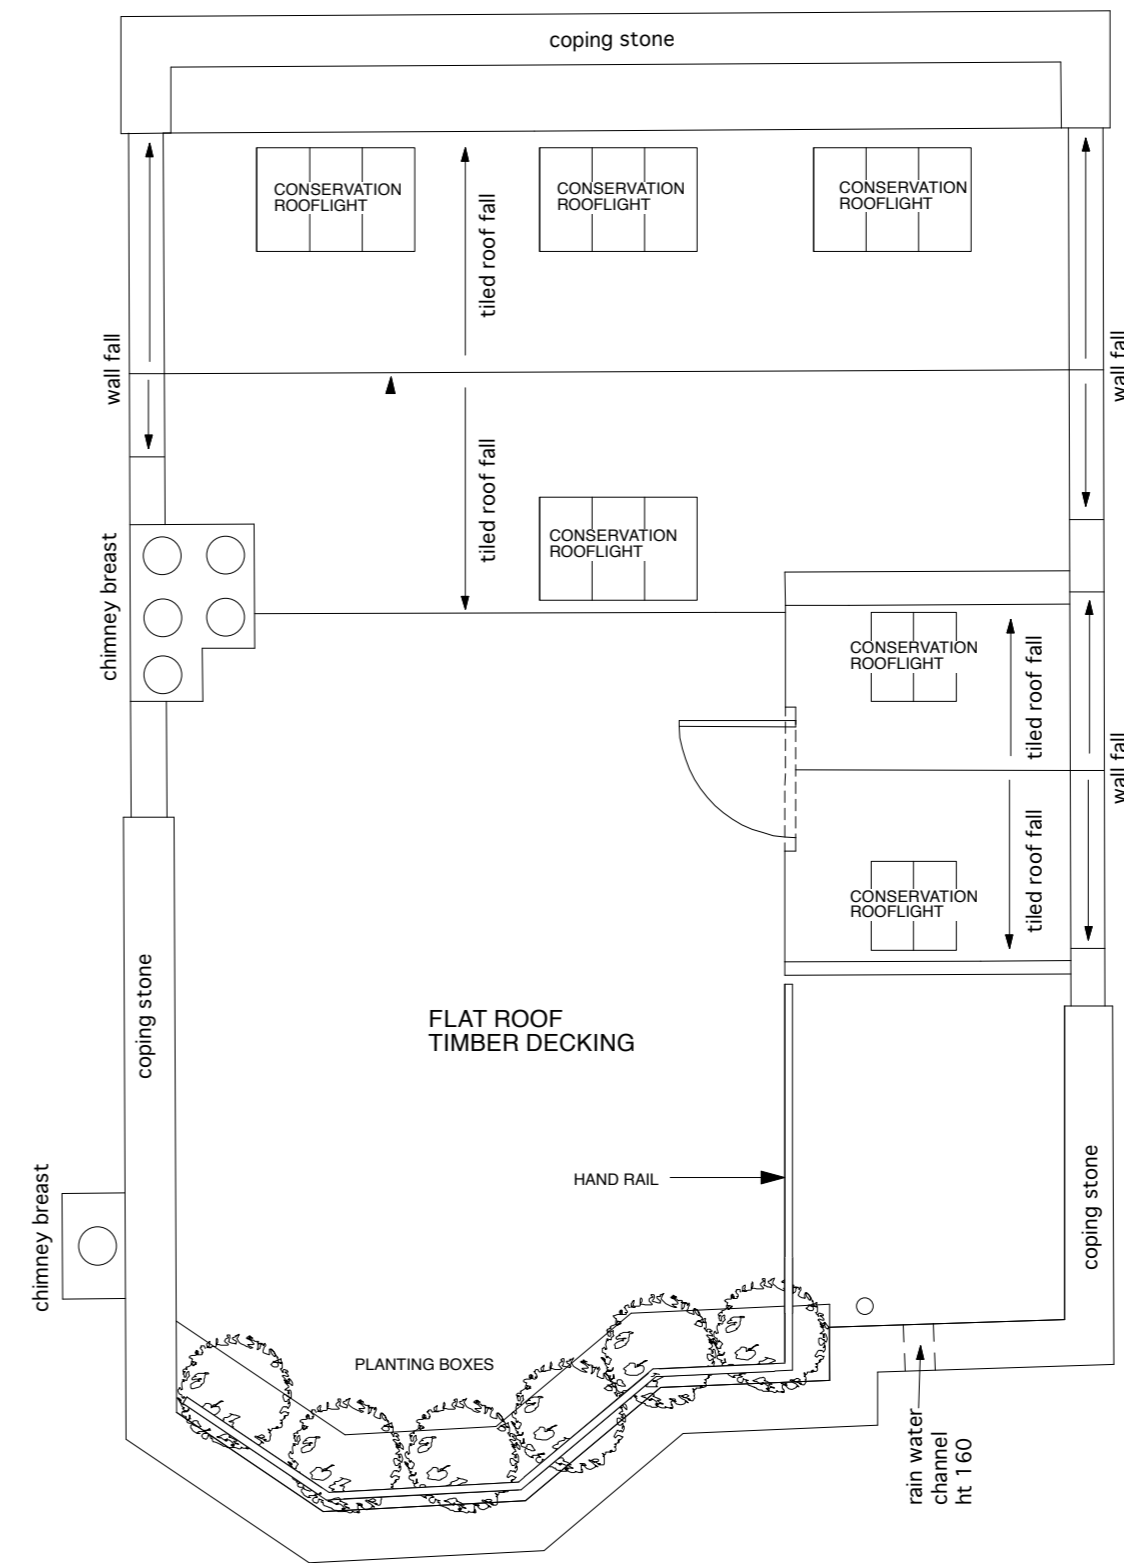 coping stone
CONSERVATION
ROOFLIGHT
CONSERVATION
ROOFLIGHT
CONSERVATION
ROOFLIGHT
tiled roof fall
wall fall
wall fall
tiled roof fall
CONSERVATION
ROOFLIGHT
chimney breast
CONSERVATION
ROOFLIGHT
tiled roof fall
wall fall
tiled roof fall
CONSERVATION
ROOFLIGHT
coping stone
FLAT ROOF
TIMBER DECKING
HAND RAIL
coping stone
chimney breast
PLANTING BOXES
rain water
channel
ht 160